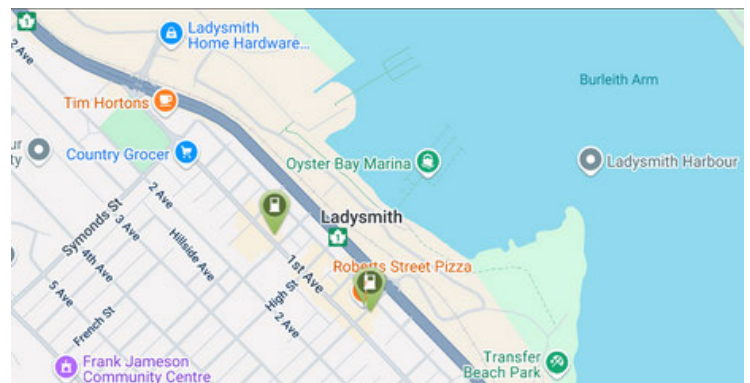 1
Ladysmith
Home Hardware...
2 Ave
Burleith Arm
Tim Hortons
Country Grocer
Oyster Bay Marina
Ladysmith Harbour
2 Ave
Symonds St
3 Ave
Hillside Ave
4th Ave
5 Ave
Ladysmith
1
1st Ave
Roberts Street Pizza
High St
2 Ave
French St
Frank Jameson
Community Centre
Transfer
Beach Park